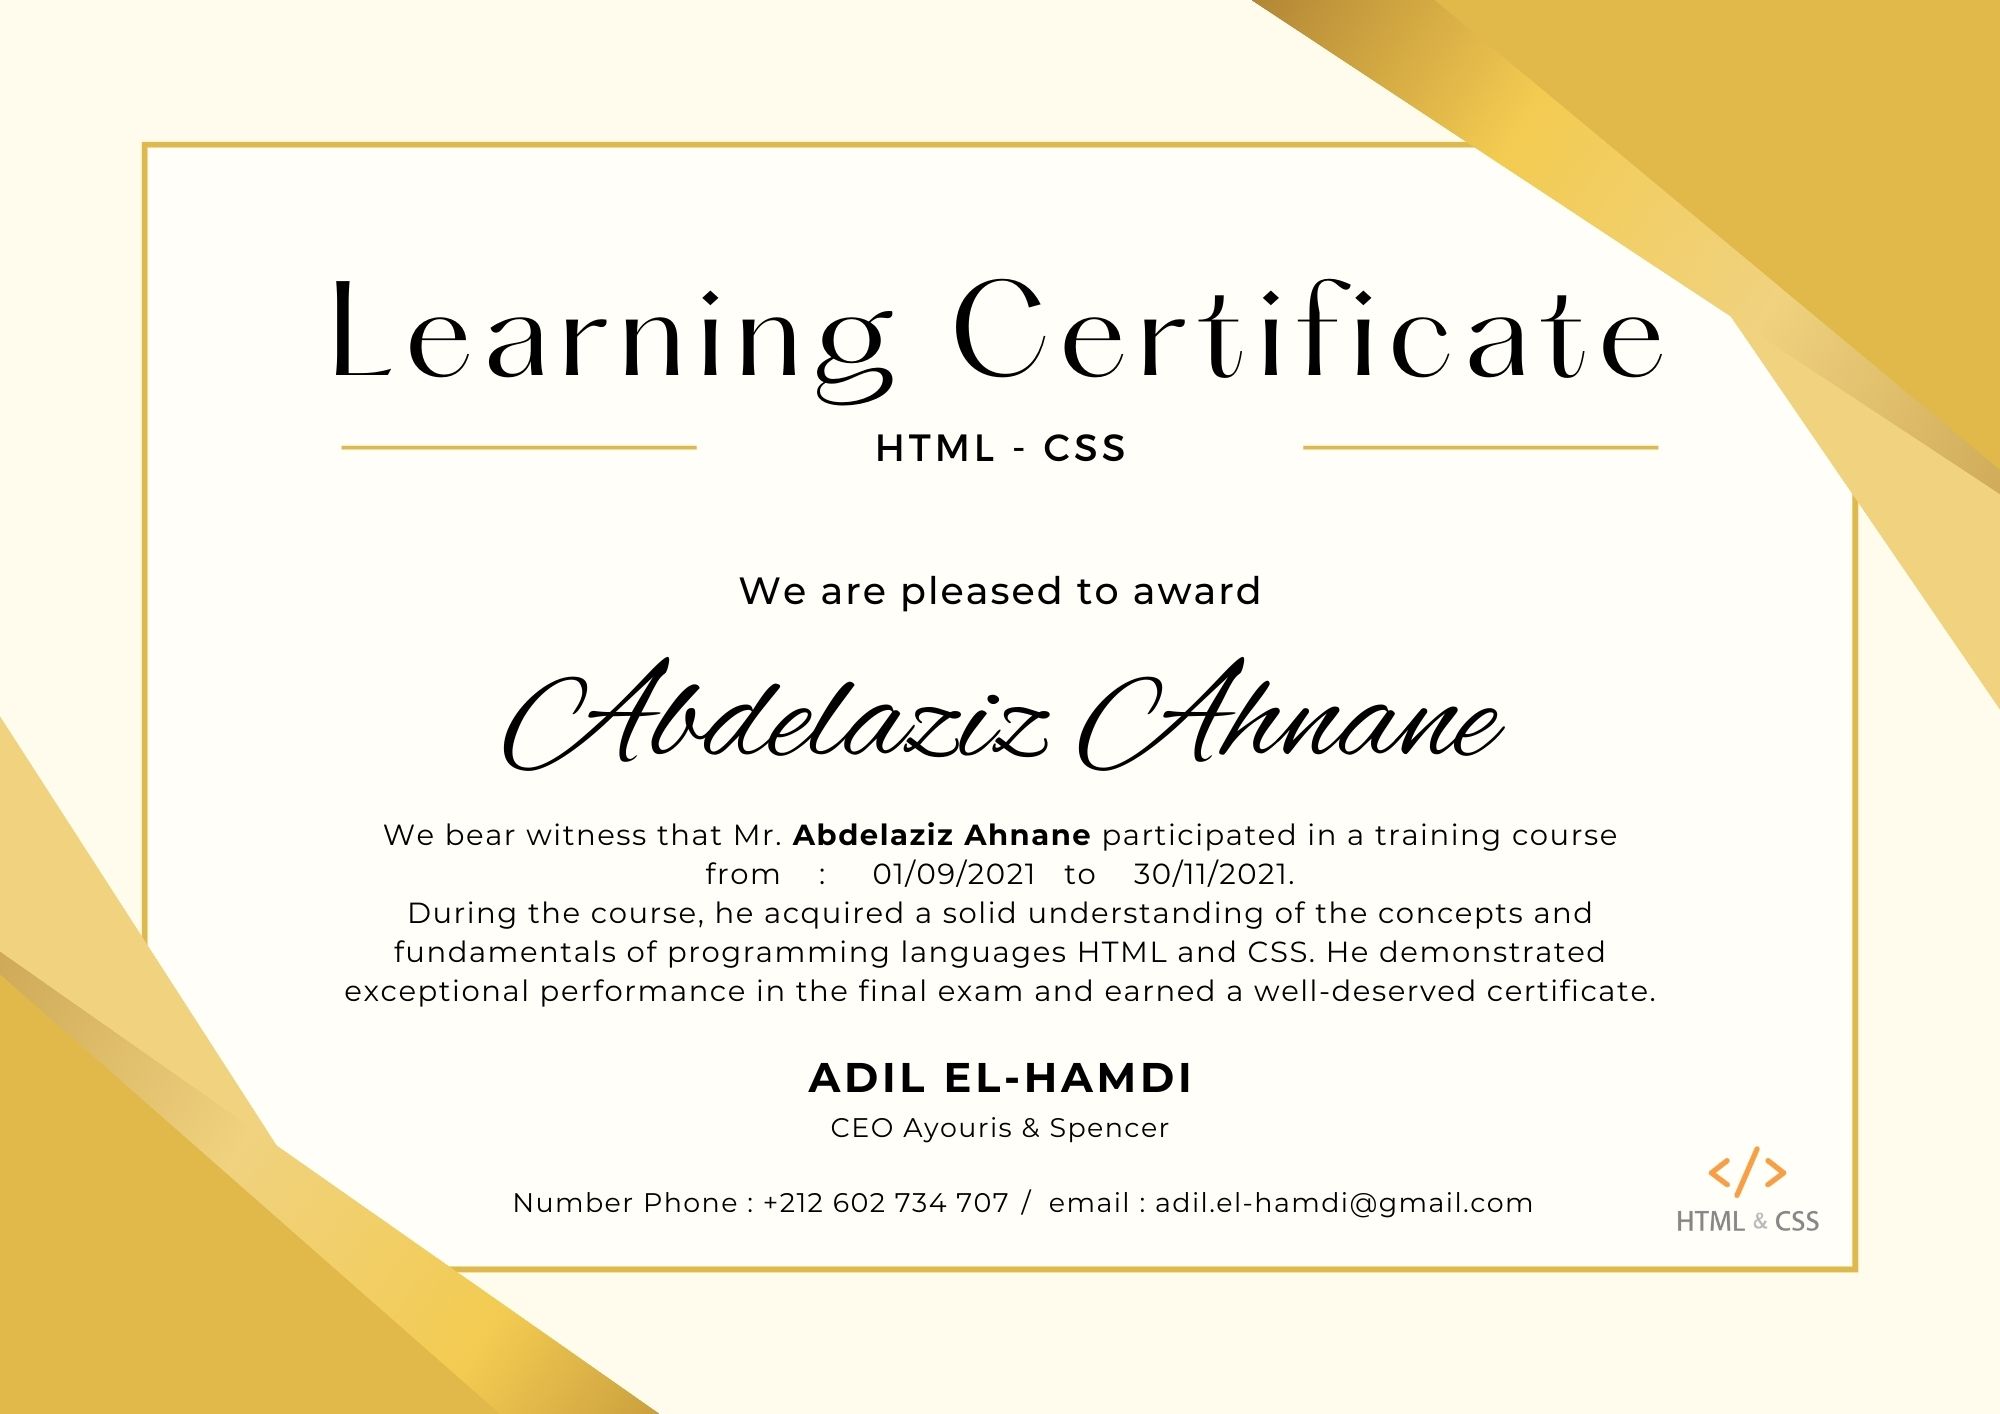 Learning Certificate
HTML - CSS
We are pleased to award
Abdelaziz Ahnane
We bear witness that Mr. Abdelaziz Ahnane participated in a training course
from : 01/09/2021 to 30/11/2021.
During the course, he acquired a solid understanding of the concepts and
fundamentals of programming languages HTML and CSS. He demonstrated
exceptional performance in the final exam and earned a well-deserved certificate.
ADIL EL-HAMDI
CEO Ayouris & Spencer
Number Phone : +212 602 734 707 / email : adil.el-hamdi@gmail.com
</>
HTML & CSS